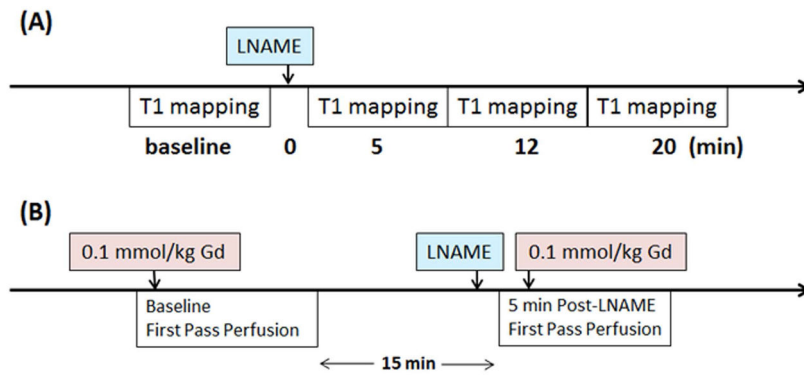 (A)
LNAME
T1 mapping T1 mapping T1 mapping T1 mapping
baseline 0 5 12 20 (min)
(B)
0.1 mmol/kg Gd LNAME 0.1 mmol/kg Gd
Baseline
First Pass Perfusion
5 min Post-LNAME
First Pass Perfusion
15 min